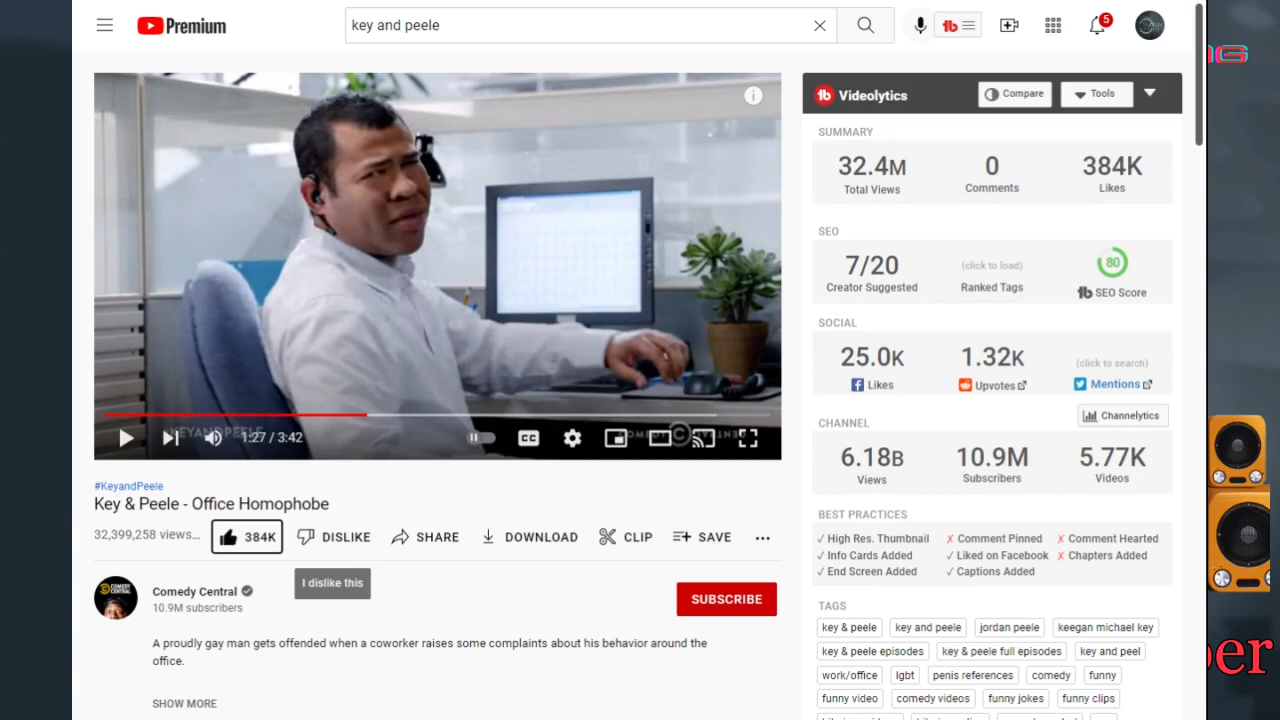 Premium
key and peele
5
NG
Videolytics
Compare
Tools
SUMMARY
32.4M 0 384K
Total Views Comments Likes
SEO
7/20 (click to load) 80
Creator Suggested Ranked Tags SEO Score
SOCIAL
25.0K 1.32K (click to search)
Likes Upvotes Mentions
Channelytics
CHANNEL
6.18B 10.9M 5.77K
Views Subscribers Videos
BEST PRACTICES
✓ High Res. Thumbnail ✗ Comment Pinned ✗ Comment Hearted
✓ Info Cards Added ✓ Liked on Facebook ✗ Chapters Added
✓ End Screen Added ✓ Captions Added
TAGS
key & peele key and peele jordan peele keegan michael key
key & peele episodes key & peele full episodes key and peel
work/office lgbt penis references comedy funny
funny video comedy videos funny jokes funny clips
KEYANDPEELE
1:27 / 3:42
CC
#KeyandPeele
Key & Peele - Office Homophobe
32,399,258 views... 384K DISLIKE SHARE DOWNLOAD CLIP SAVE ...
I dislike this
COMEDY CENTRAL
Comedy Central
10.9M subscribers
SUBSCRIBE
A proudly gay man gets offended when a coworker raises some complaints about his behavior around the
office.
SHOW MORE
ber